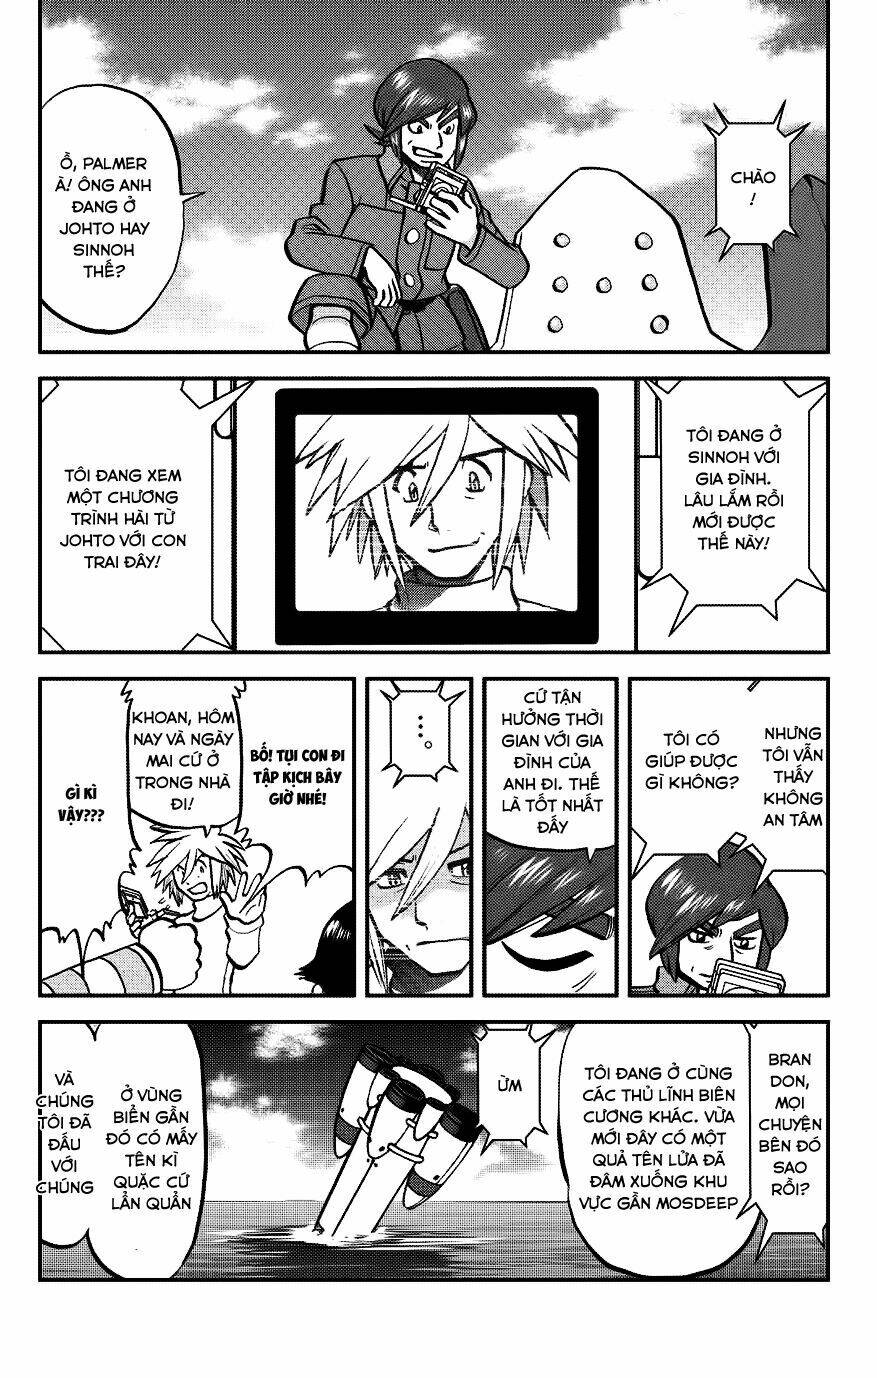 CHÀO
!
Ồ, PALMER
À! ÔNG ANH
ĐANG Ở
JOHTO HAY
SINNOH
THẾ?
TÔI ĐANG Ở
SINNOH VỚI
GIA ĐÌNH.
LÂU LẮM RỒI
MỚI ĐƯỢC
THẾ NÀY!
TÔI ĐANG XEM
MỘT CHƯƠNG
TRÌNH HÀI TỪ
JOHTO VỚI CON
TRAI ĐÂY!
NHƯNG
TÔI VẪN
THẤY
KHÔNG
AN TÂM
TÔI CÓ
GIÚP ĐƯỢC
GÌ KHÔNG?
CỨ TẬN
HƯỞNG THỜI
GIAN VỚI GIA
ĐÌNH CỦA
ANH ĐI. THẾ
LÀ TỐT NHẤT
ĐẤY
...。
BỐ! TỤI CON ĐI
TẬP KỊCH BÂY
GIỜ NHÉ!
KHOAN, HÔM
NAY VÀ NGÀY
MAI CỨ Ở
TRONG NHÀ
ĐI!
GÌ KÌ
VẬY???
BRAN
DON,
MỌI
CHUYỆN
BÊN ĐÓ
SAO
RỒI?
TÔI ĐANG Ở CÙNG
CÁC THỦ LĨNH BIÊN
CƯƠNG KHÁC. VỪA
MỚI ĐÂY CÓ MỘT
QUẢ TÊN LỬA ĐÃ
ĐÂM XUỐNG KHU
VỰC GẦN MOSDEEP
ỪM
Ở VÙNG
BIỂN GẦN
ĐÓ CÓ MẤY
TÊN KÌ
QUẶC CỨ
LẨN QUẨN
VÀ
CHÚNG
TÔI ĐÃ
ĐẤU
VỚI
CHÚNG